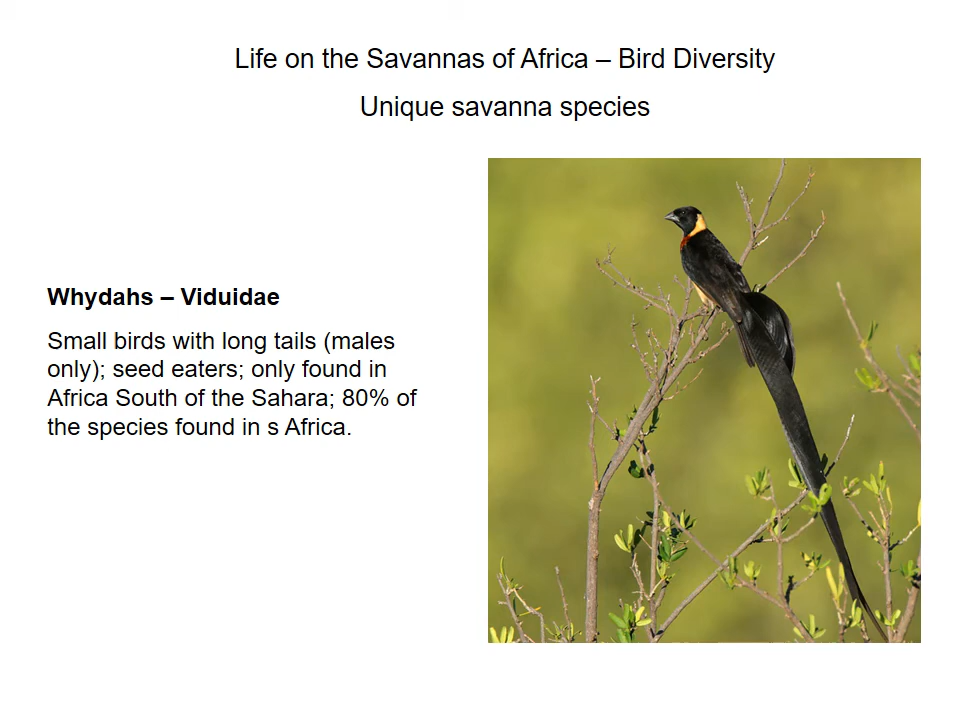 Life on the Savannas of Africa – Bird Diversity
Unique savanna species
Whydahs – Viduidae
Small birds with long tails (males
only); seed eaters; only found in
Africa South of the Sahara; 80% of
the species found in s Africa.